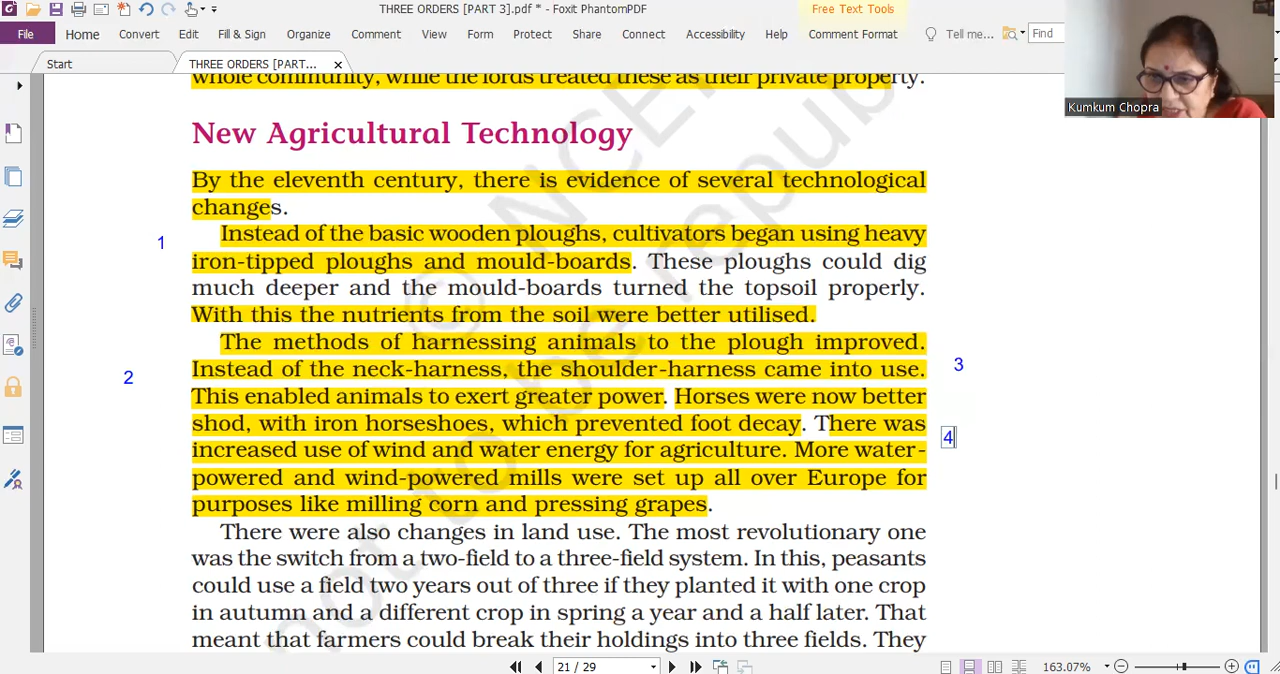 THREE ORDERS [PART 3].pdf * - Foxit PhantomPDF
Free Text Tools
File Home Convert Edit Fill & Sign Organize Comment View Form Protect Share Connect Accessibility Help Comment Format Tell me... Find
Start THREE ORDERS [PART...
Kumkum Chopra
whole community, while the lords treated these as their private property.
New Agricultural Technology
By the eleventh century, there is evidence of several technological
changes.
1 Instead of the basic wooden ploughs, cultivators began using heavy
iron-tipped ploughs and mould-boards. These ploughs could dig
much deeper and the mould-boards turned the topsoil properly.
With this the nutrients from the soil were better utilised.
The methods of harnessing animals to the plough improved.
2 Instead of the neck-harness, the shoulder-harness came into use. 3
This enabled animals to exert greater power. Horses were now better
shod, with iron horseshoes, which prevented foot decay. There was 4
increased use of wind and water energy for agriculture. More water-
powered and wind-powered mills were set up all over Europe for
purposes like milling corn and pressing grapes.
There were also changes in land use. The most revolutionary one
was the switch from a two-field to a three-field system. In this, peasants
could use a field two years out of three if they planted it with one crop
in autumn and a different crop in spring a year and a half later. That
meant that farmers could break their holdings into three fields. They
21 / 29 163.07%